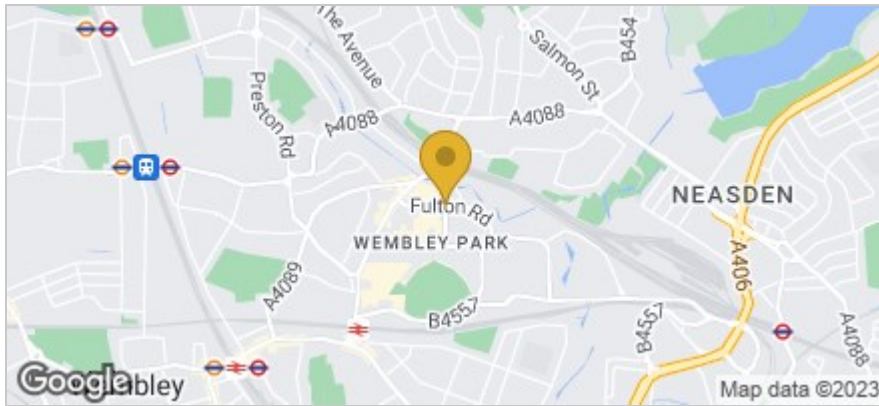 The Avenue
Salmon St
B454
Preston Rd
A4088
A4088
NEASDEN
Fulton Rd
WEMBLEY PARK
A406
A4089
B4557
B4557
A4088
Google
Wembley
Map data ©2023